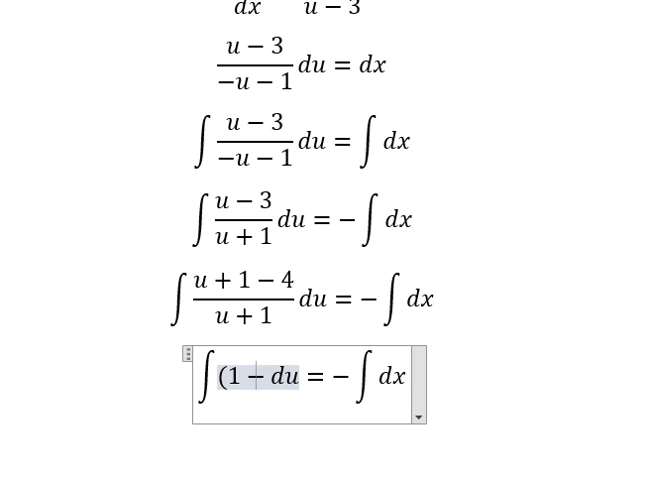 dx u − 3
u − 3
−u − 1 du = dx
∫ u − 3
−u − 1 du = ∫ dx
∫ u − 3
u + 1 du = − ∫ dx
∫ u + 1 − 4
u + 1 du = − ∫ dx
∫ (1 − du = − ∫ dx